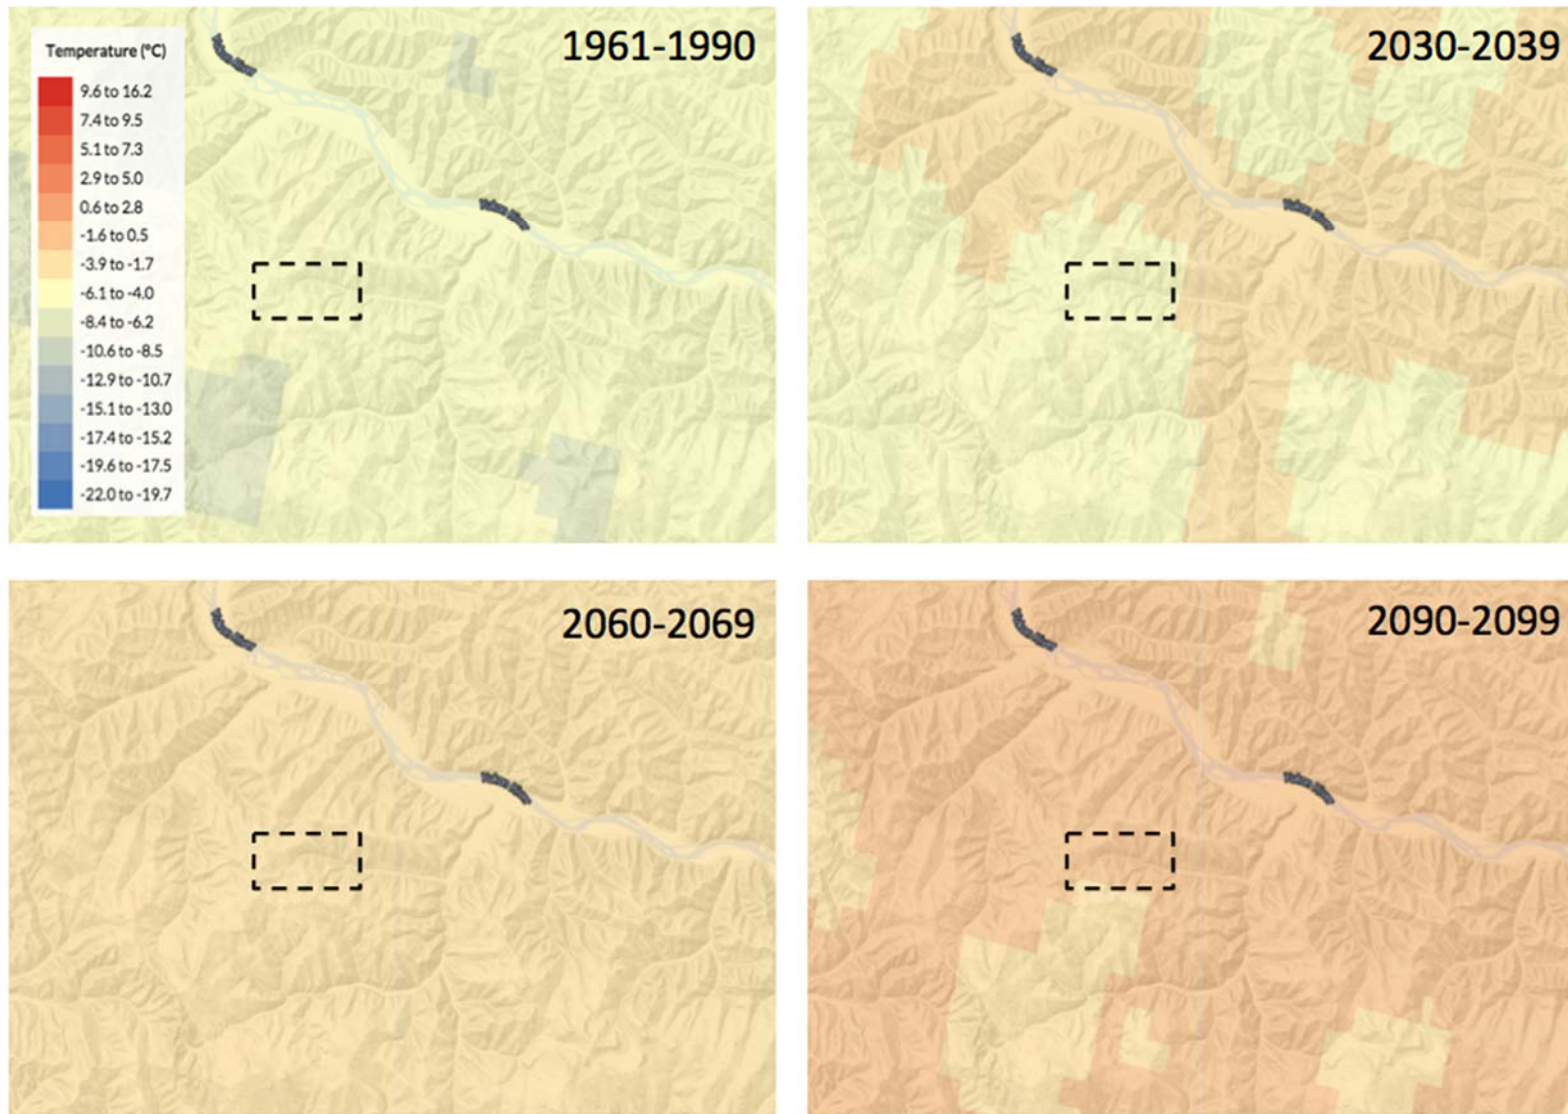 1961-1990
2030-2039
Temperature (°C)
9.6 to 16.2
7.4 to 9.5
5.1 to 7.3
2.9 to 5.0
0.6 to 2.8
-1.6 to 0.5
-3.9 to -1.7
-6.1 to -4.0
-8.4 to -6.2
-10.6 to -8.5
-12.9 to -10.7
-15.1 to -13.0
-17.4 to -15.2
-19.6 to -17.5
-22.0 to -19.7
2060-2069
2090-2099